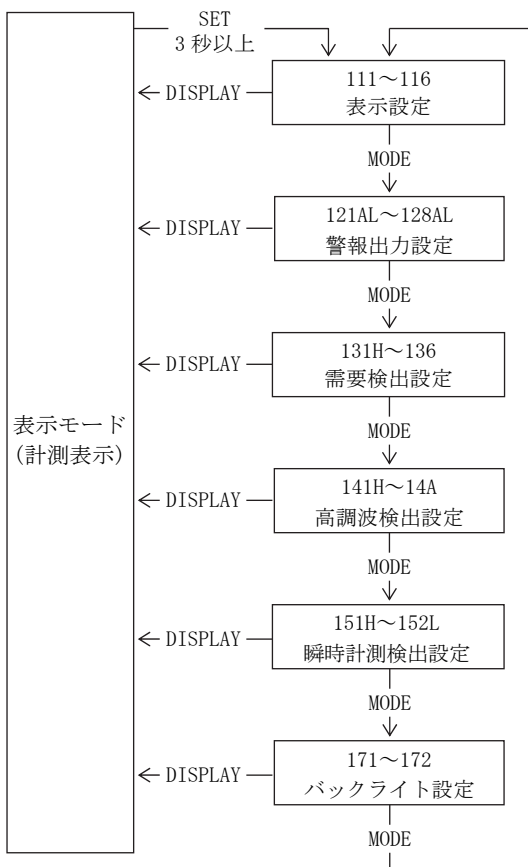 SET
3 秒以上
111～116
表示設定
← DISPLAY
MODE
121AL～128AL
警報出力設定
← DISPLAY
MODE
131H～136
需要検出設定
← DISPLAY
MODE
表示モード
(計測表示)
141H～14A
高調波検出設定
← DISPLAY
MODE
151H～152L
瞬時計測検出設定
← DISPLAY
MODE
171～172
バックライト設定
← DISPLAY
MODE